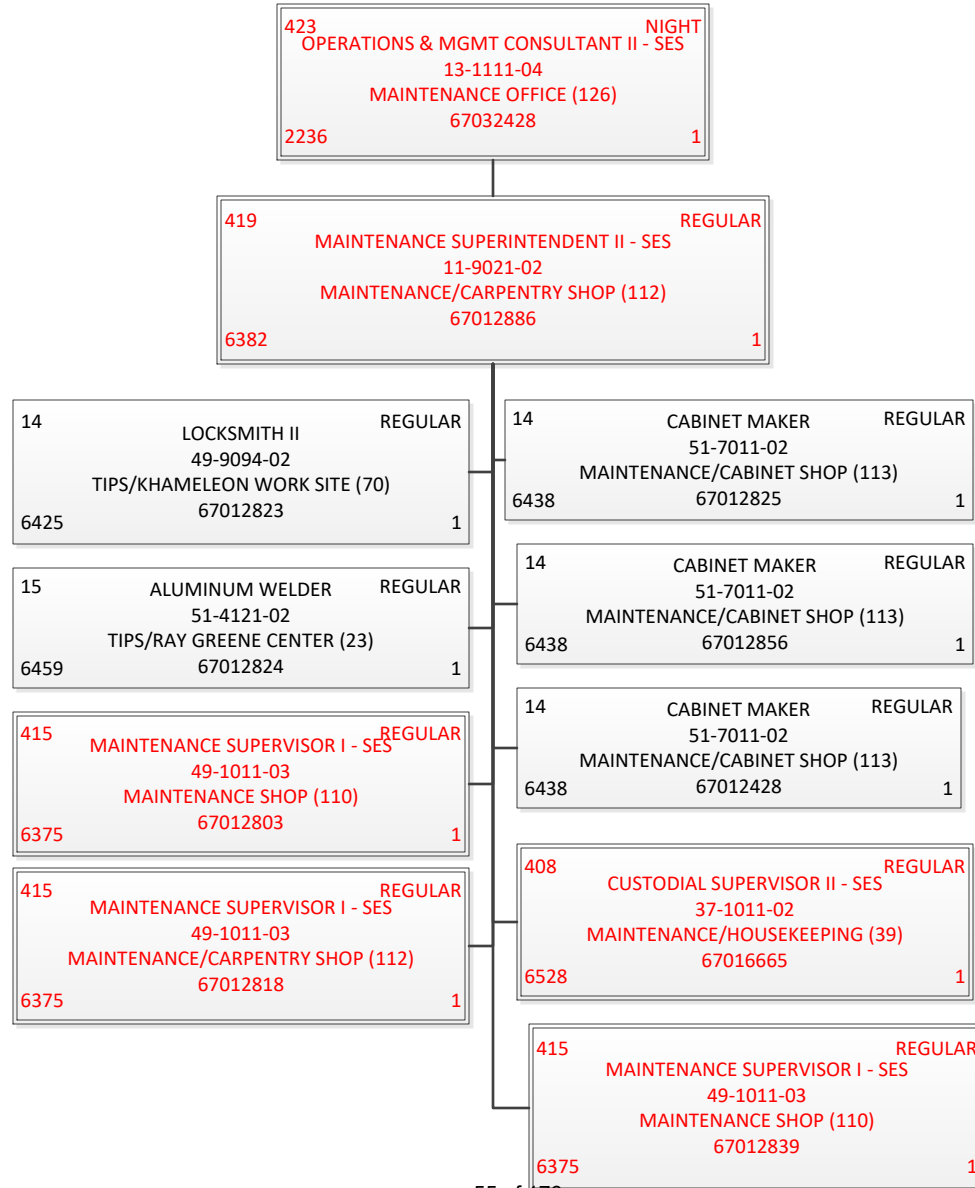 423 NIGHT
OPERATIONS & MGMT CONSULTANT II - SES
13-1111-04
MAINTENANCE OFFICE (126)
67032428
2236 1
419 REGULAR
MAINTENANCE SUPERINTENDENT II - SES
11-9021-02
MAINTENANCE/CARPENTRY SHOP (112)
67012886
6382 1
14 REGULAR
LOCKSMITH II
49-9094-02
TIPS/KHAMELEON WORK SITE (70)
67012823
6425 1
14 REGULAR
CABINET MAKER
51-7011-02
MAINTENANCE/CABINET SHOP (113)
67012825
6438 1
15 REGULAR
ALUMINUM WELDER
51-4121-02
TIPS/RAY GREENE CENTER (23)
67012824
6459 1
14 REGULAR
CABINET MAKER
51-7011-02
MAINTENANCE/CABINET SHOP (113)
67012856
6438 1
415 REGULAR
MAINTENANCE SUPERVISOR I - SES
49-1011-03
MAINTENANCE SHOP (110)
67012803
6375 1
14 REGULAR
CABINET MAKER
51-7011-02
MAINTENANCE/CABINET SHOP (113)
67012428
6438 1
415 REGULAR
MAINTENANCE SUPERVISOR I - SES
49-1011-03
MAINTENANCE/CARPENTRY SHOP (112)
67012818
6375 1
408 REGULAR
CUSTODIAL SUPERVISOR II - SES
37-1011-02
MAINTENANCE/HOUSEKEEPING (39)
67016665
6528 1
415 REGULAR
MAINTENANCE SUPERVISOR I - SES
49-1011-03
MAINTENANCE SHOP (110)
67012839
6375 1